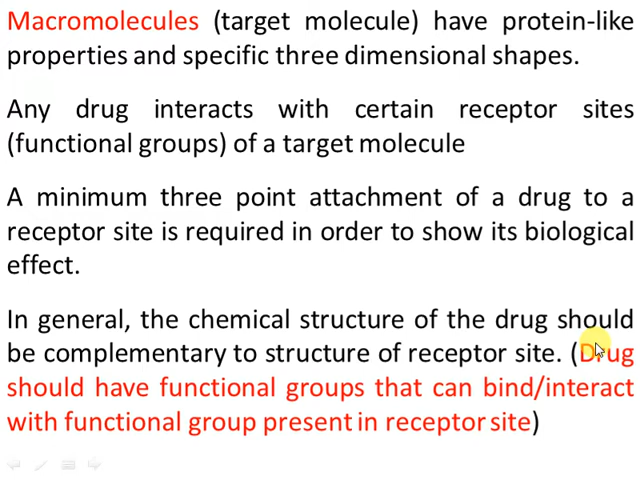 Macromolecules (target molecule) have protein-like
properties and specific three dimensional shapes.
Any drug interacts with certain receptor sites
(functional groups) of a target molecule
A minimum three point attachment of a drug to a
receptor site is required in order to show its biological
effect.
In general, the chemical structure of the drug should
be complementary to structure of receptor site. (Drug
should have functional groups that can bind/interact
with functional group present in receptor site)